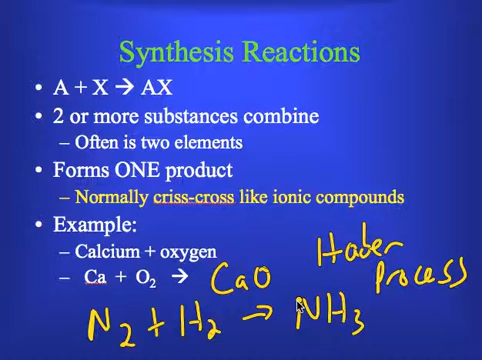 Synthesis Reactions
• A + X → AX
• 2 or more substances combine
– Often is two elements
• Forms ONE product
– Normally criss-cross like ionic compounds
• Example:
– Calcium + oxygen
– Ca + O₂ → CaO
Haber
Process
N₂ + H₂ → NH₃